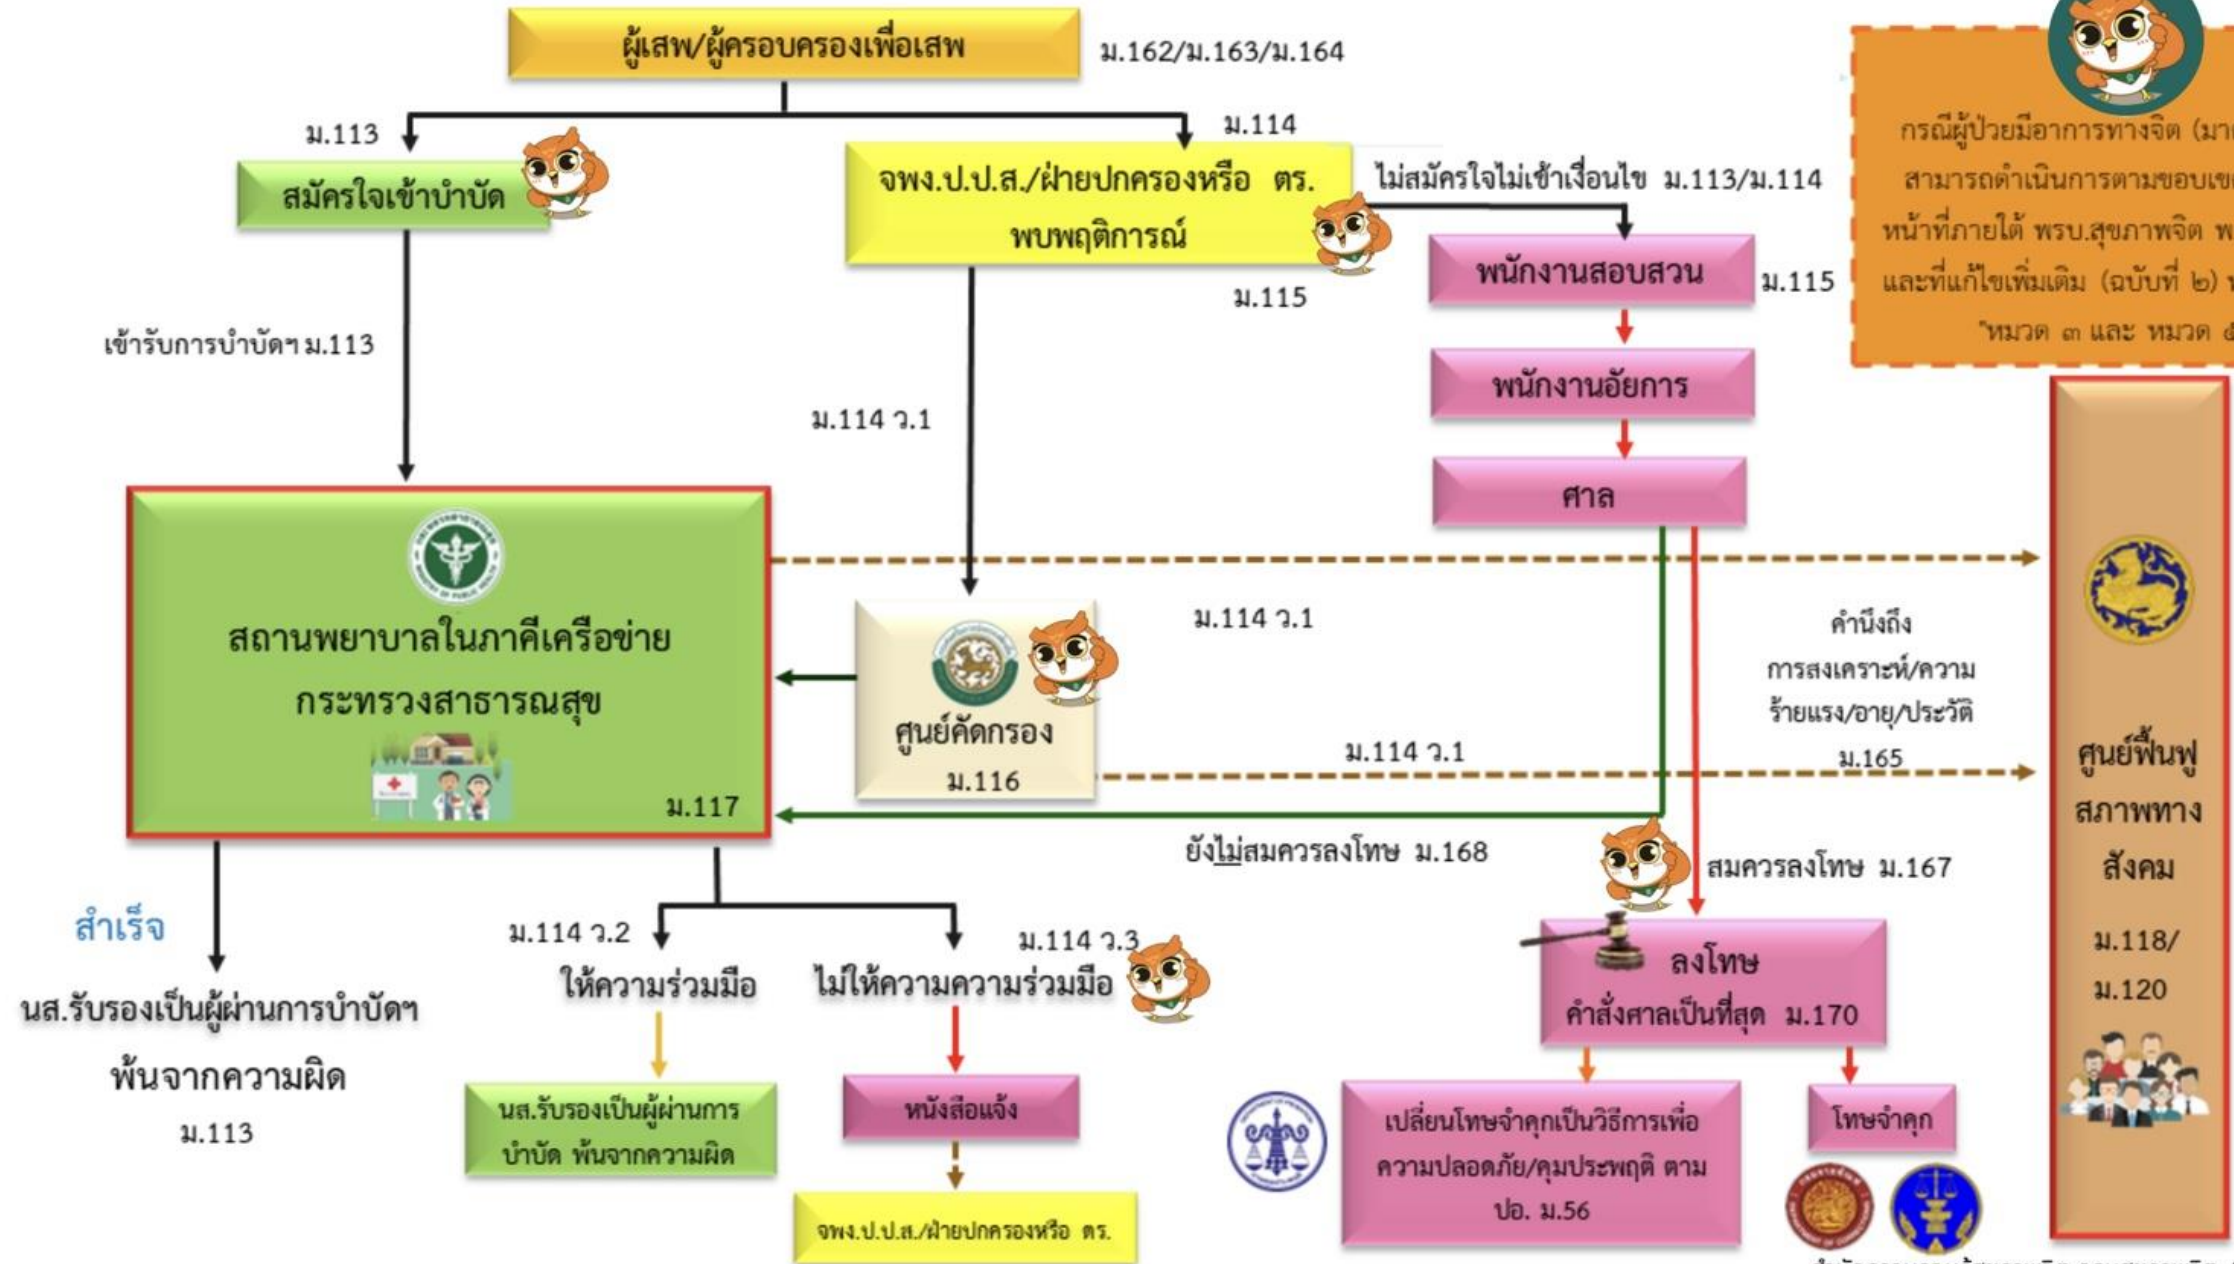 ผู้เสพ/ผู้ครอบครองเพื่อเสพ
ม.162/ม.163/ม.164
ม.113
สมัครใจเข้าบำบัด
ม.114
จพง.ป.ป.ส./ฝ่ายปกครองหรือ ตร.
พบพฤติการณ์
ม.115
ไม่สมัครใจไม่เข้าเงื่อนไข ม.113/ม.114
พนักงานสอบสวน
ม.115
พนักงานอัยการ
ศาล
กรณีผู้ป่วยมีอาการทางจิต
สามารถดำเนินการตามขอบเขต
หน้าที่ภายใต้ พรบ.สุขภาพจิต
และที่แก้ไขเพิ่มเติม (ฉบับที่ ๒)
"หมวด ๓ และ หมวด
เข้ารับการบำบัดฯ ม.113
ม.114 ว.1
สถานพยาบาลในภาคีเครือข่าย
กระทรวงสาธารณสุข
ม.117
ศูนย์คัดกรอง
ม.116
ม.114 ว.1
ม.114 ว.1
คำนึงถึง
การสงเคราะห์/ความ
ร้ายแรง/อายุ/ประวัติ
ม.165
ศูนย์ฟื้นฟู
สภาพทาง
สังคม
ม.118/
ม.120
ยังไม่สมควรลงโทษ ม.168
สมควรลงโทษ ม.167
สำเร็จ
นส.รับรองเป็นผู้ผ่านการบำบัดฯ
พ้นจากความผิด
ม.113
ม.114 ว.2
ให้ความร่วมมือ
นส.รับรองเป็นผู้ผ่านการ
บำบัด พ้นจากความผิด
ม.114 ว.3
ไม่ให้ความความร่วมมือ
หนังสือแจ้ง
จพง.ป.ป.ส./ฝ่ายปกครองหรือ ตร.
ลงโทษ
คำสั่งศาลเป็นที่สุด ม.170
เปลี่ยนโทษจำคุกเป็นวิธีการเพื่อ
ความปลอดภัย/คุมประพฤติ ตาม
ปอ. ม.56
โทษจำคุก